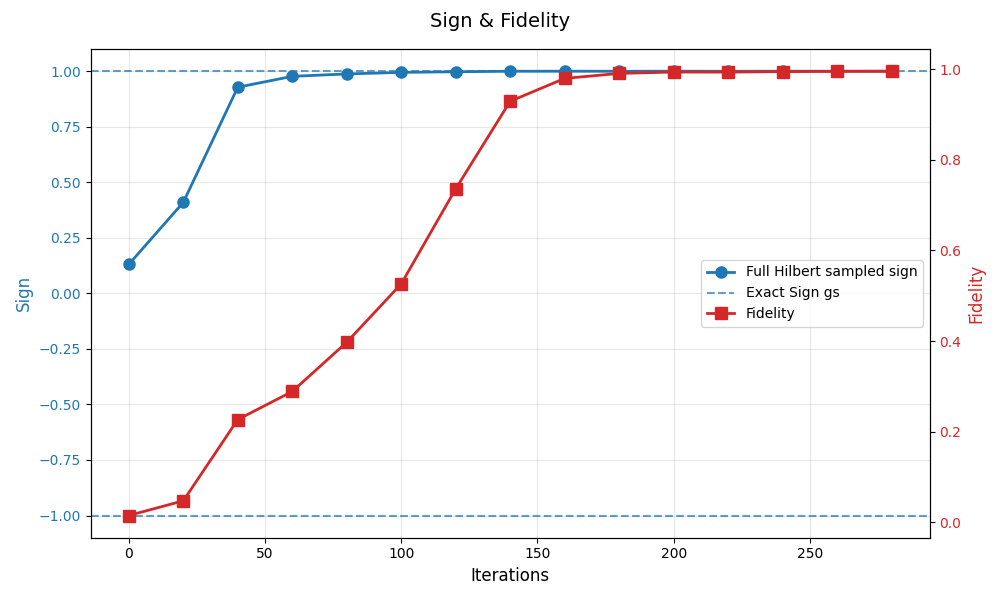 Sign & Fidelity
1.00
0.75
0.50
0.25
0.00
−0.25
−0.50
−0.75
−1.00
Sign
1.0
0.8
0.6
0.4
0.2
0.0
Fidelity
Full Hilbert sampled sign
Exact Sign gs
Fidelity
0 50 100 150 200 250
Iterations